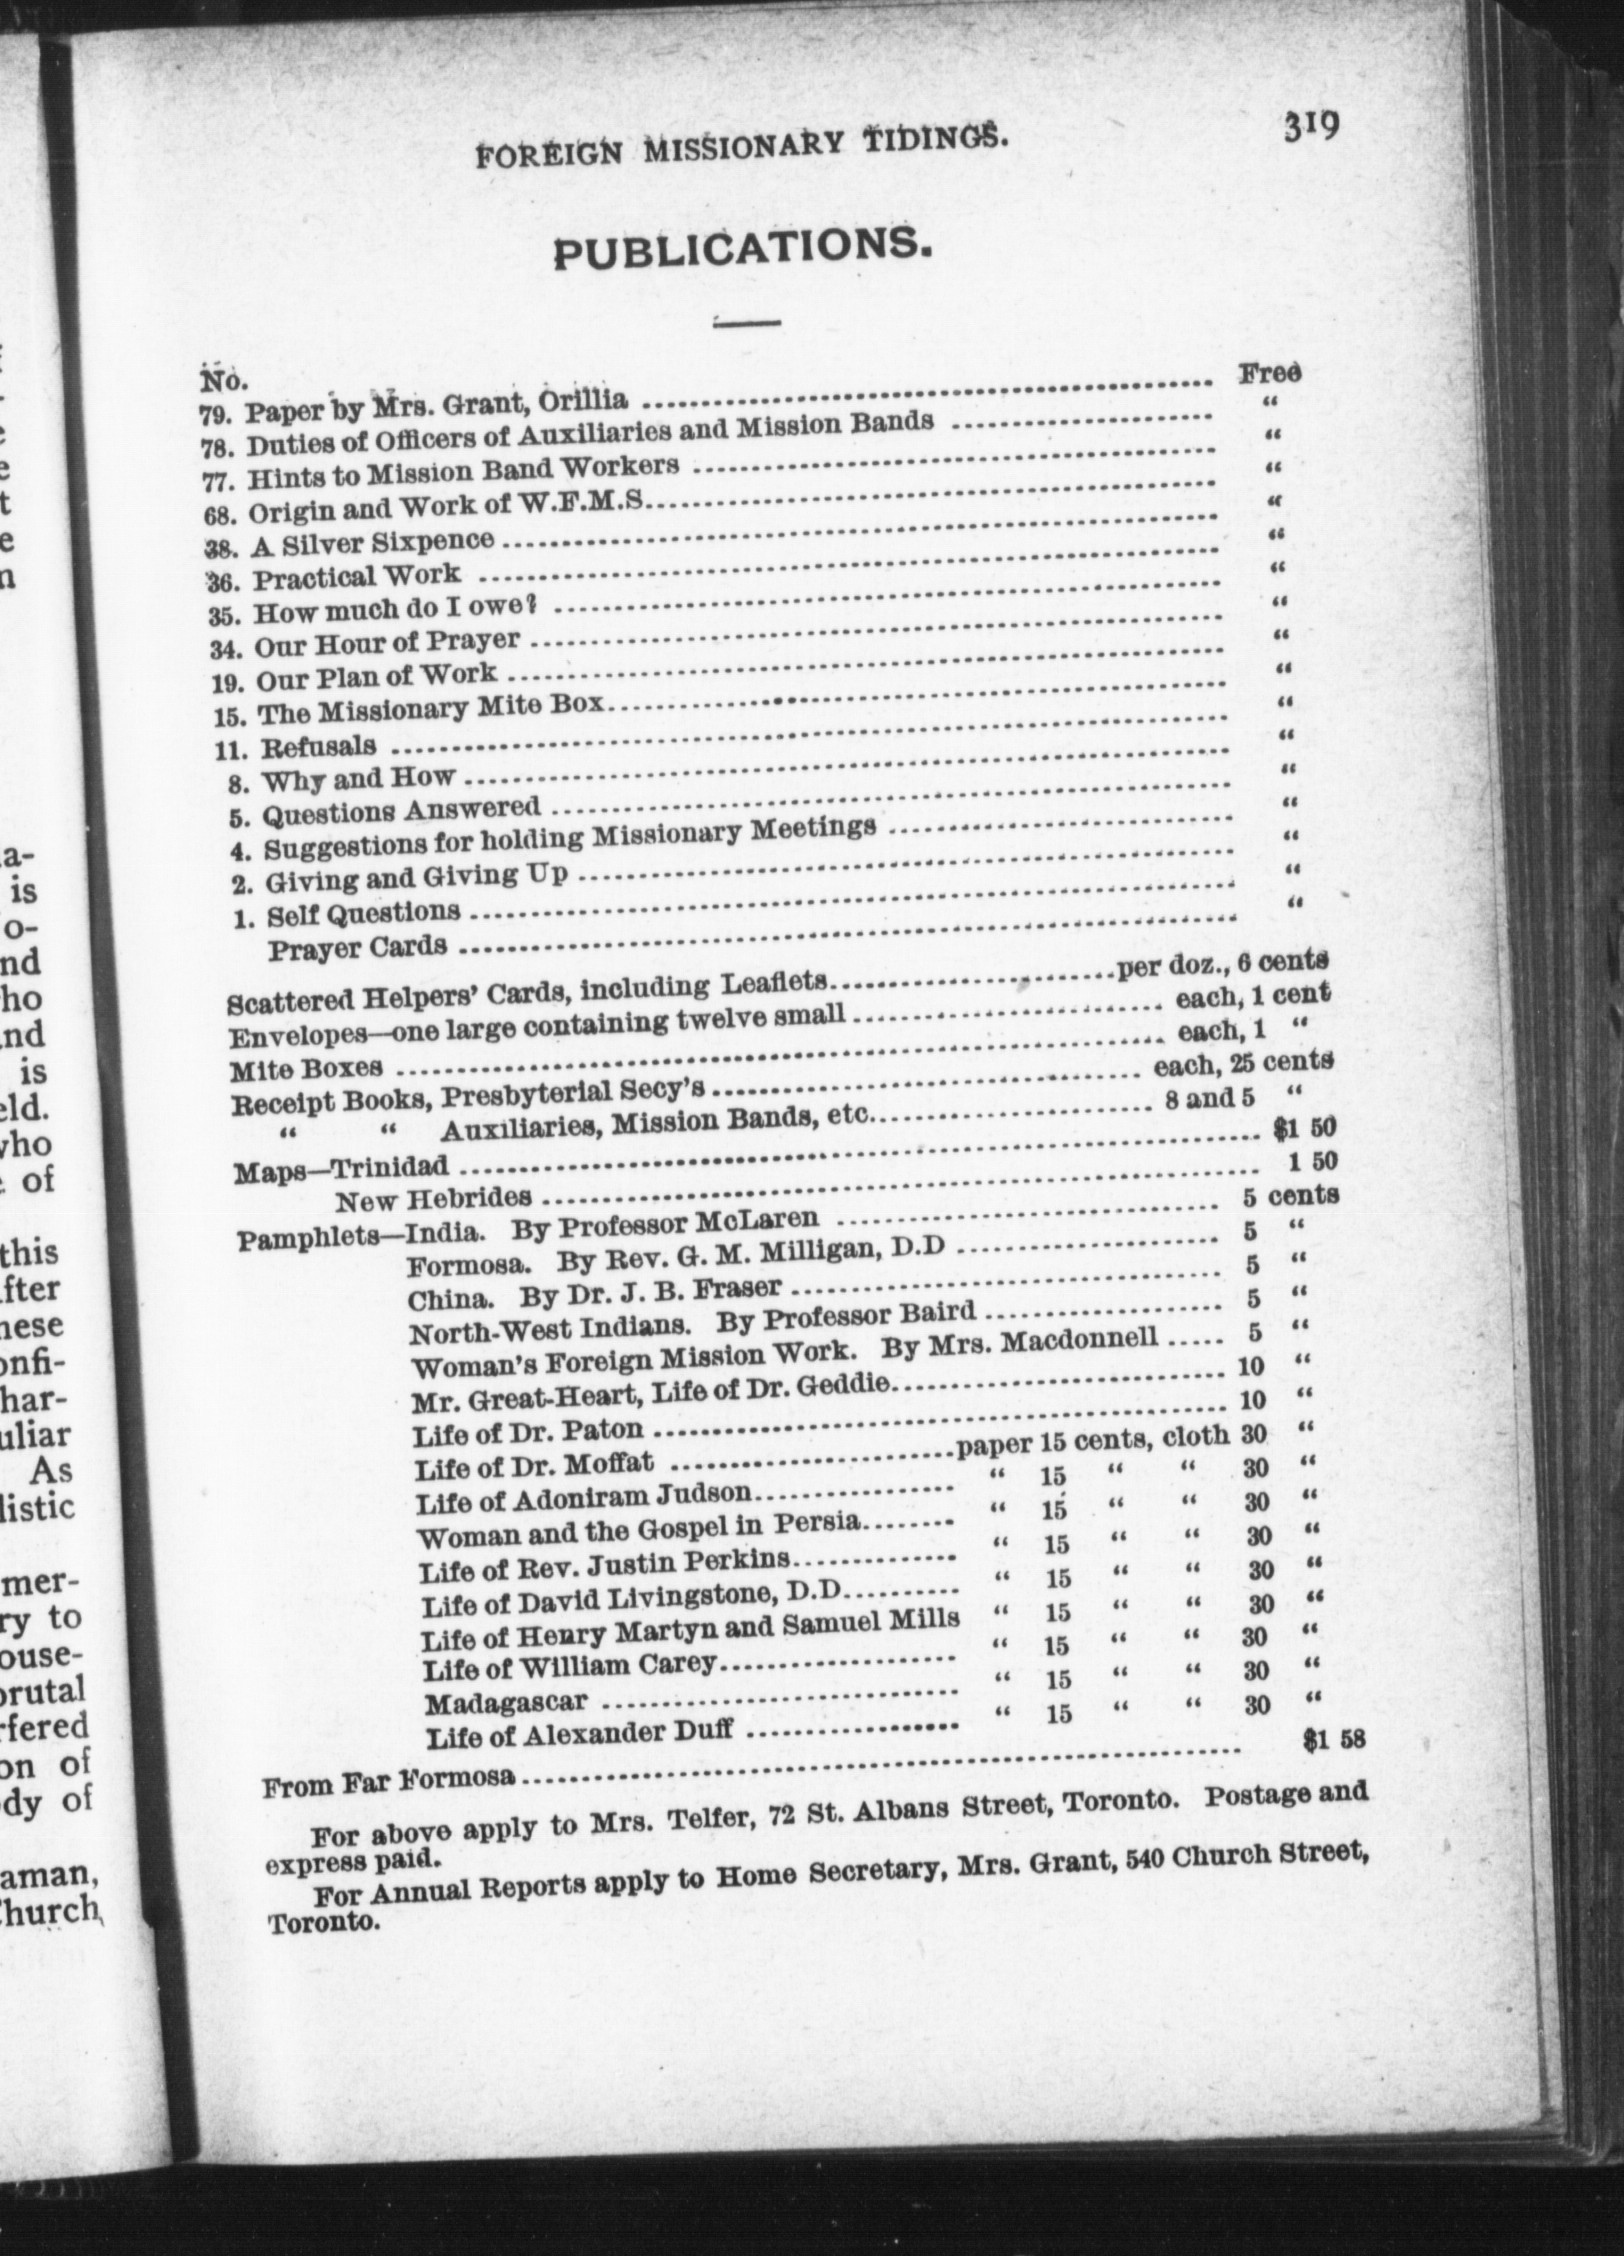 FOREIGN MISSIONARY TIDINGS. 319
PUBLICATIONS.
No.
79. Paper by Mrs. Grant, Orillia ........ Free
78. Duties of Officers of Auxiliaries and Mission Bands ........ “
77. Hints to Mission Band Workers ........ “
68. Origin and Work of W.F.M.S. ........ “
38. A Silver Sixpence ........ “
36. Practical Work ........ “
35. How much do I owe? ........ “
34. Our Hour of Prayer ........ “
19. Our Plan of Work ........ “
15. The Missionary Mite Box ........ “
11. Refusals ........ “
8. Why and How ........ “
5. Questions Answered ........ “
4. Suggestions for holding Missionary Meetings ........ “
2. Giving and Giving Up ........ “
1. Self Questions ........ “
Prayer Cards ........ “
Scattered Helpers’ Cards, including Leaflets ........ per doz., 6 cents
Envelopes—one large containing twelve small ........ each, 1 cent
Mite Boxes ........ each, 1 “
Receipt Books, Presbyterial Secy’s ........ each, 25 cents
“ “ Auxiliaries, Mission Bands, etc ........ 8 and 5 “
Maps—Trinidad ........ $1 50
New Hebrides ........ 1 50
Pamphlets—India. By Professor McLaren ........ 5 cents
Formosa. By Rev. G. M. Milligan, D.D ........ 5 “
China. By Dr. J. B. Fraser ........ 5 “
North-West Indians. By Professor Baird ........ 5 “
Woman’s Foreign Mission Work. By Mrs. Macdonnell ..... 5 “
Mr. Great-Heart, Life of Dr. Geddie ........ 10 “
Life of Dr. Paton ........ 10 “
Life of Dr. Moffat ........ paper 15 cents, cloth 30 “
Life of Adoniram Judson ........ “ 15 “ “ 30 “
Woman and the Gospel in Persia ........ “ 15 “ “ 30 “
Life of Rev. Justin Perkins ........ “ 15 “ “ 30 “
Life of David Livingstone, D.D ........ “ 15 “ “ 30 “
Life of Henry Martyn and Samuel Mills “ 15 “ “ 30 “
Life of William Carey ........ “ 15 “ “ 30 “
Madagascar ........ “ 15 “ “ 30 “
Life of Alexander Duff ........ “ 15 “ “ 30 “
From Far Formosa ........ $1 58
For above apply to Mrs. Telfer, 72 St. Albans Street, Toronto. Postage and
express paid.
For Annual Reports apply to Home Secretary, Mrs. Grant, 540 Church Street,
Toronto.
is
nd
ho
is
who
of
this
As
ry to
on of
of